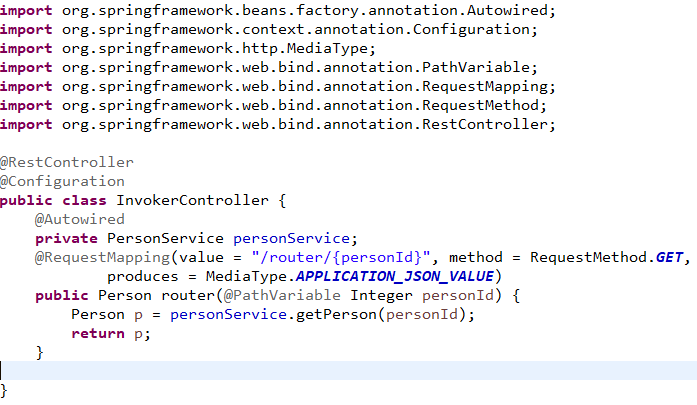 import org.springframework.beans.factory.annotation.Autowired;
import org.springframework.context.annotation.Configuration;
import org.springframework.http.MediaType;
import org.springframework.web.bind.annotation.PathVariable;
import org.springframework.web.bind.annotation.RequestMapping;
import org.springframework.web.bind.annotation.RequestMethod;
import org.springframework.web.bind.annotation.RestController;

@RestController
@Configuration
public class InvokerController {
    @Autowired
    private PersonService personService;
    @RequestMapping(value = "/router/{personId}", method = RequestMethod.GET,
            produces = MediaType.APPLICATION_JSON_VALUE)
    public Person router(@PathVariable Integer personId) {
        Person p = personService.getPerson(personId);
        return p;
    }

}